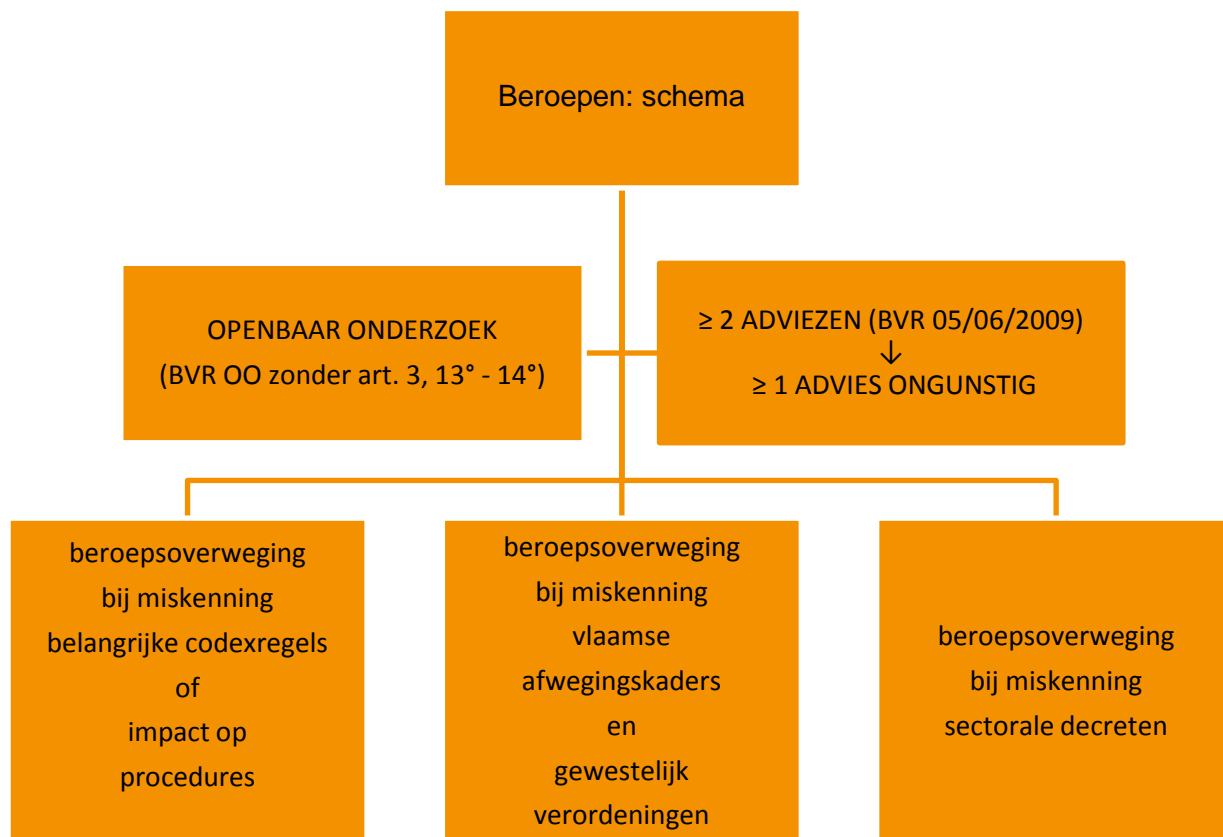 Beroepen: schema
OPENBAAR ONDERZOEK
(BVR OO zonder art. 3, 13° - 14°)
≥ 2 ADVIEZEN (BVR 05/06/2009)
↓
≥ 1 ADVIES ONGUNSTIG
beroepsoverweging
bij miskenning
belangrijke codexregels
of
impact op
procedures
beroepsoverweging
bij miskenning
vlaamse
afwegingskaders
en
gewestelijk
verordeningen
beroepsoverweging
bij miskenning
sectorale decreten